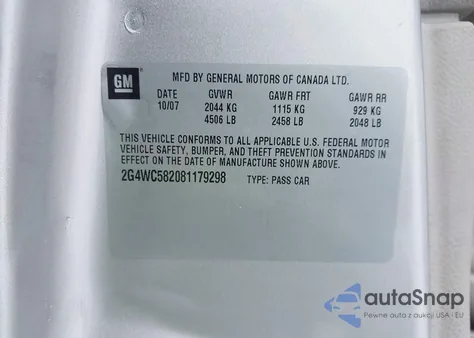 GM
MFD BY GENERAL MOTORS OF CANADA LTD.
DATE GVWR GAWR FRT GAWR RR
10/07 2044 KG 1115 KG 929 KG
4506 LB 2458 LB 2048 LB
THIS VEHICLE CONFORMS TO ALL APPLICABLE U.S. FEDERAL MOTOR
VEHICLE SAFETY, BUMPER, AND THEFT PREVENTION STANDARDS IN
EFFECT ON THE DATE OF MANUFACTURE SHOWN ABOVE.
2G4WC582081179298 TYPE: PASS CAR
autoSnap
Pewne auta z aukcji USA - EU